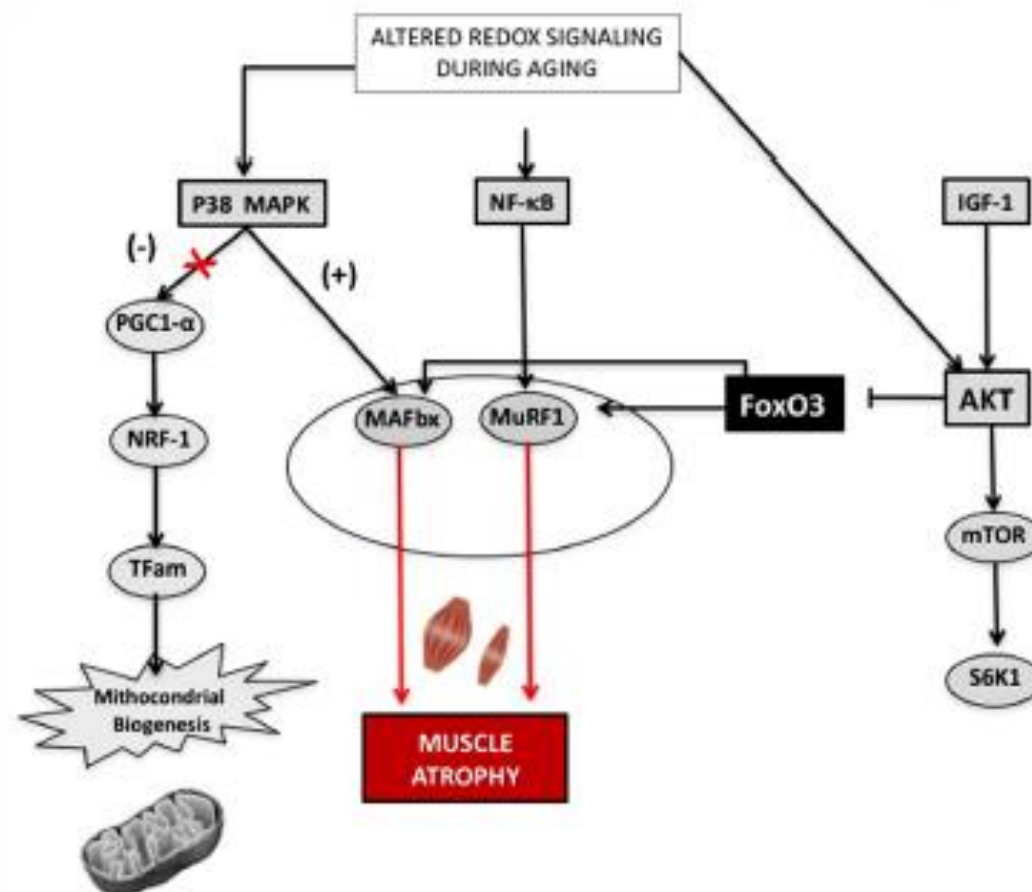 ALTERED REDOX SIGNALING
DURING AGING
P38 MAPK
NF-κB
IGF-1
(-)
(+)
PGC1-α
MAFbx
MuRF1
FoxO3
AKT
NRF-1
mTOR
TFam
S6K1
Mithocondrial
Biogenesis
MUSCLE
ATROPHY